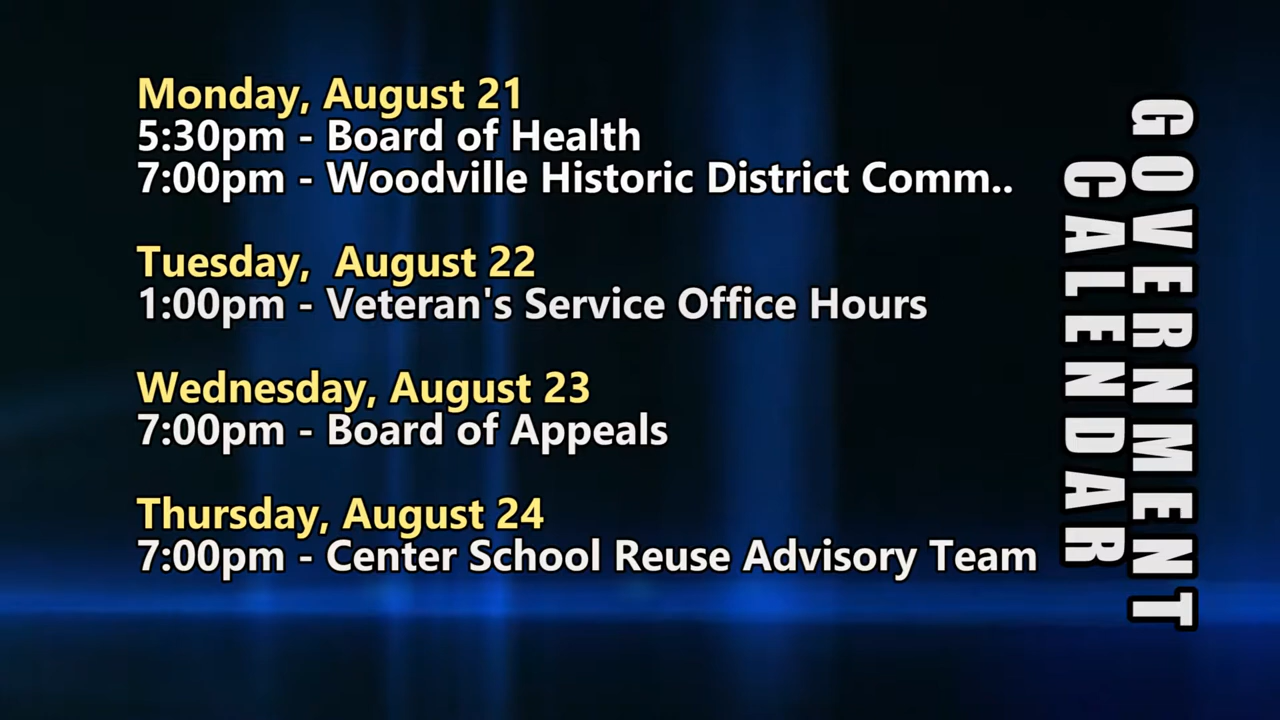 Monday, August 21
5:30pm - Board of Health
7:00pm - Woodville Historic District Comm..
Tuesday,  August 22
1:00pm - Veteran's Service Office Hours
Wednesday, August 23
7:00pm - Board of Appeals
Thursday, August 24
7:00pm - Center School Reuse Advisory Team
GOVERNMENT
CALENDAR